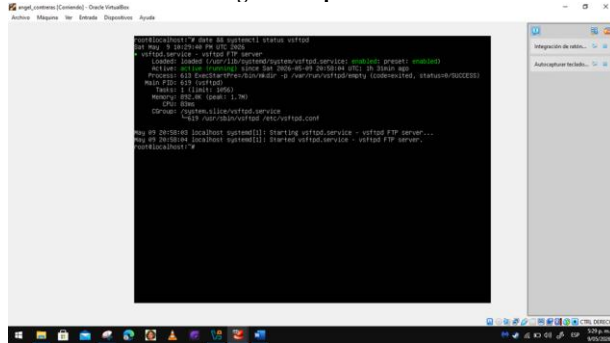 angel_contreras [Corriendo] - Oracle VirtualBox
Archivo Máquina Ver Entrada Dispositivos Ayuda
root@localhost:~# date && systemctl status vsftpd
Sat May  9 10:29:40 PM UTC 2026
● vsftpd.service - vsftpd FTP server
Loaded: loaded (/usr/lib/systemd/system/vsftpd.service; enabled; preset: enabled)
Active: active (running) since Sat 2026-05-09 20:58:04 UTC; 1h 31min ago
Process: 613 ExecStartPre=/bin/mkdir -p /var/run/vsftpd/empty (code=exited, status=0/SUCCESS)
Main PID: 619 (vsftpd)
Tasks: 1 (limit: 1056)
Memory: 892.0K (peak: 1.7M)
CPU: 83ms
CGroup: /system.slice/vsftpd.service
└─619 /usr/sbin/vsftpd /etc/vsftpd.conf
May 09 20:58:03 localhost systemd[1]: Starting vsftpd.service - vsftpd FTP server...
May 09 20:58:04 localhost systemd[1]: Started vsftpd.service - vsftpd FTP server.
root@localhost:~#
Integración de ratón...
Autocapturar teclado...
CTRL DERECHO
ESP
5:29 p. m.